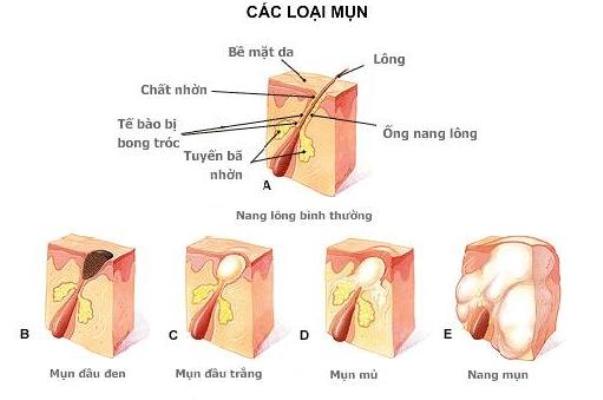 CÁC LOẠI MỤN
Bề mặt da
Lông
Chất nhờn
Tế bào bị
bong tróc
Ống nang lông
Tuyến bã
nhờn
A
Nang lông bình thường
B
C
D
E
Mụn đầu đen
Mụn đầu trắng
Mụn mủ
Nang mụn